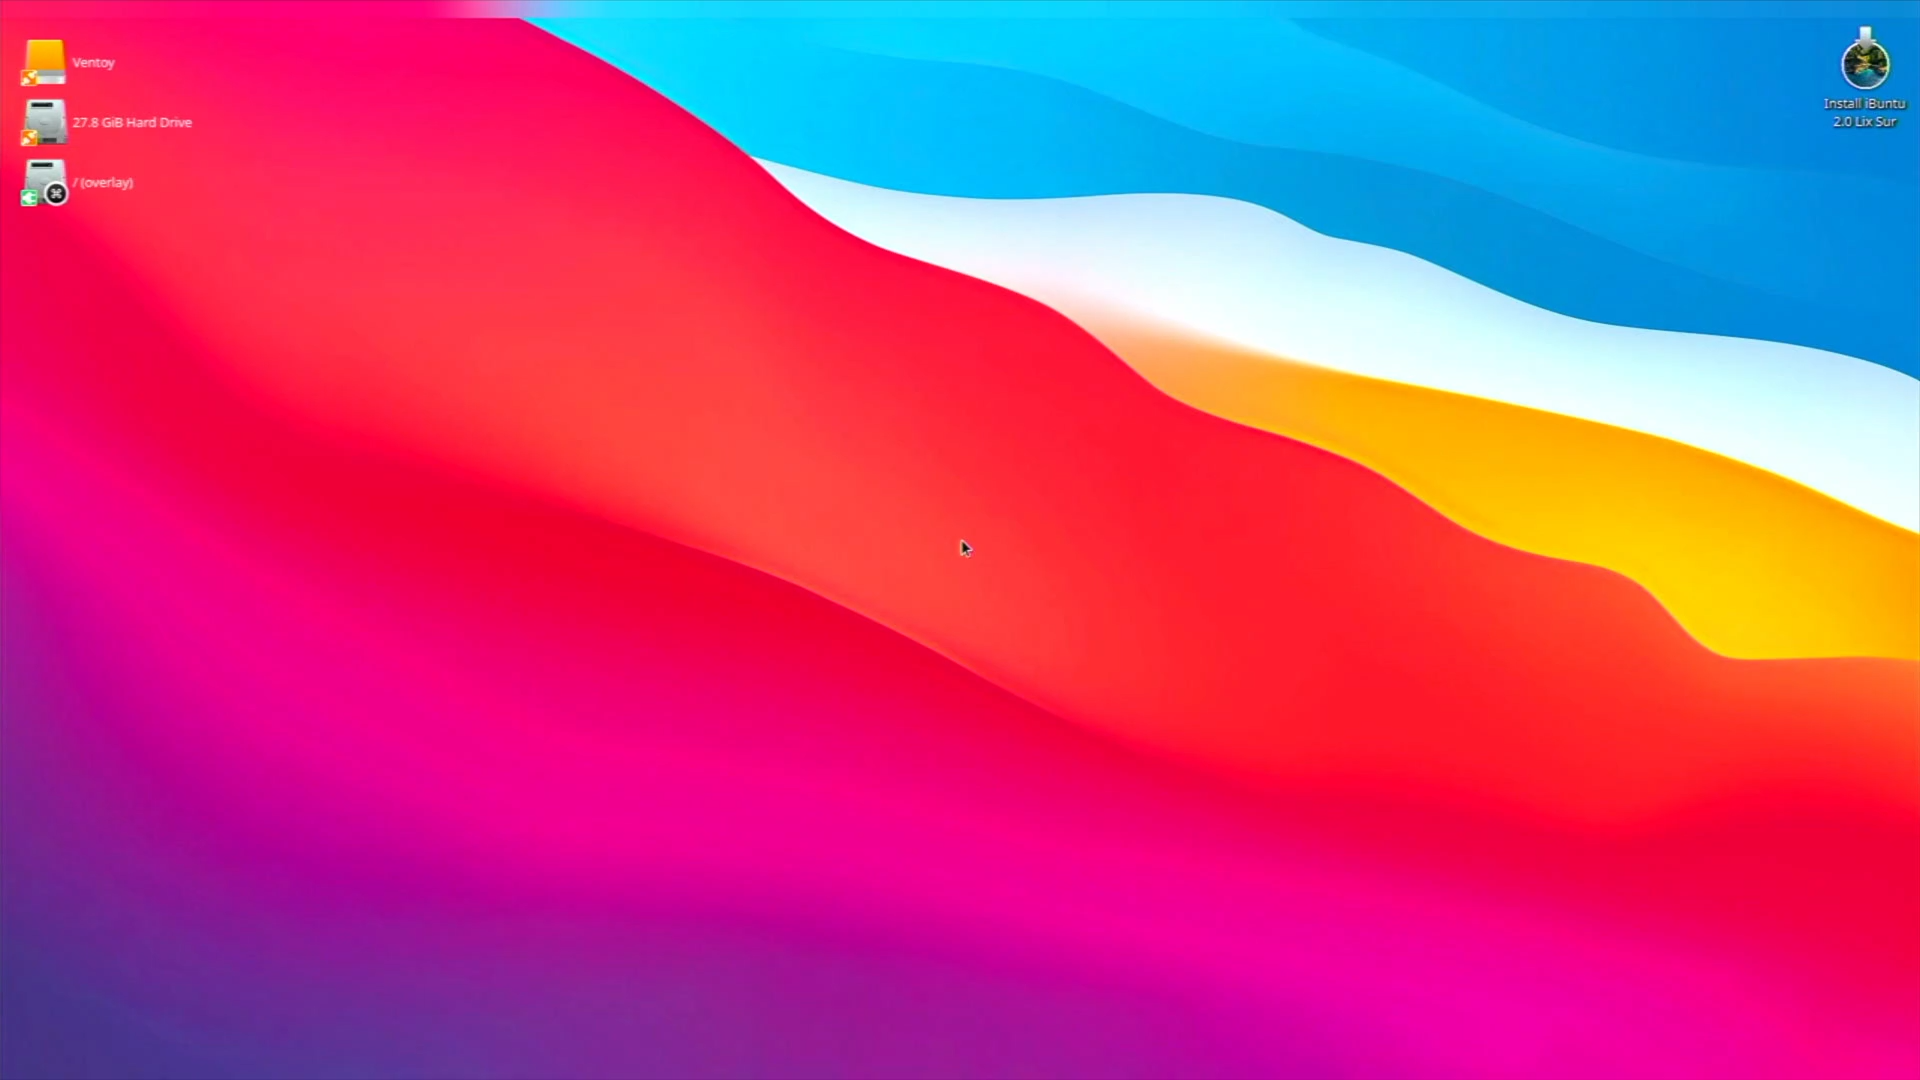 Ventoy
27.8 GiB Hard Drive
/ (overlay)
Install iBuntu
2.0 Lix Sur